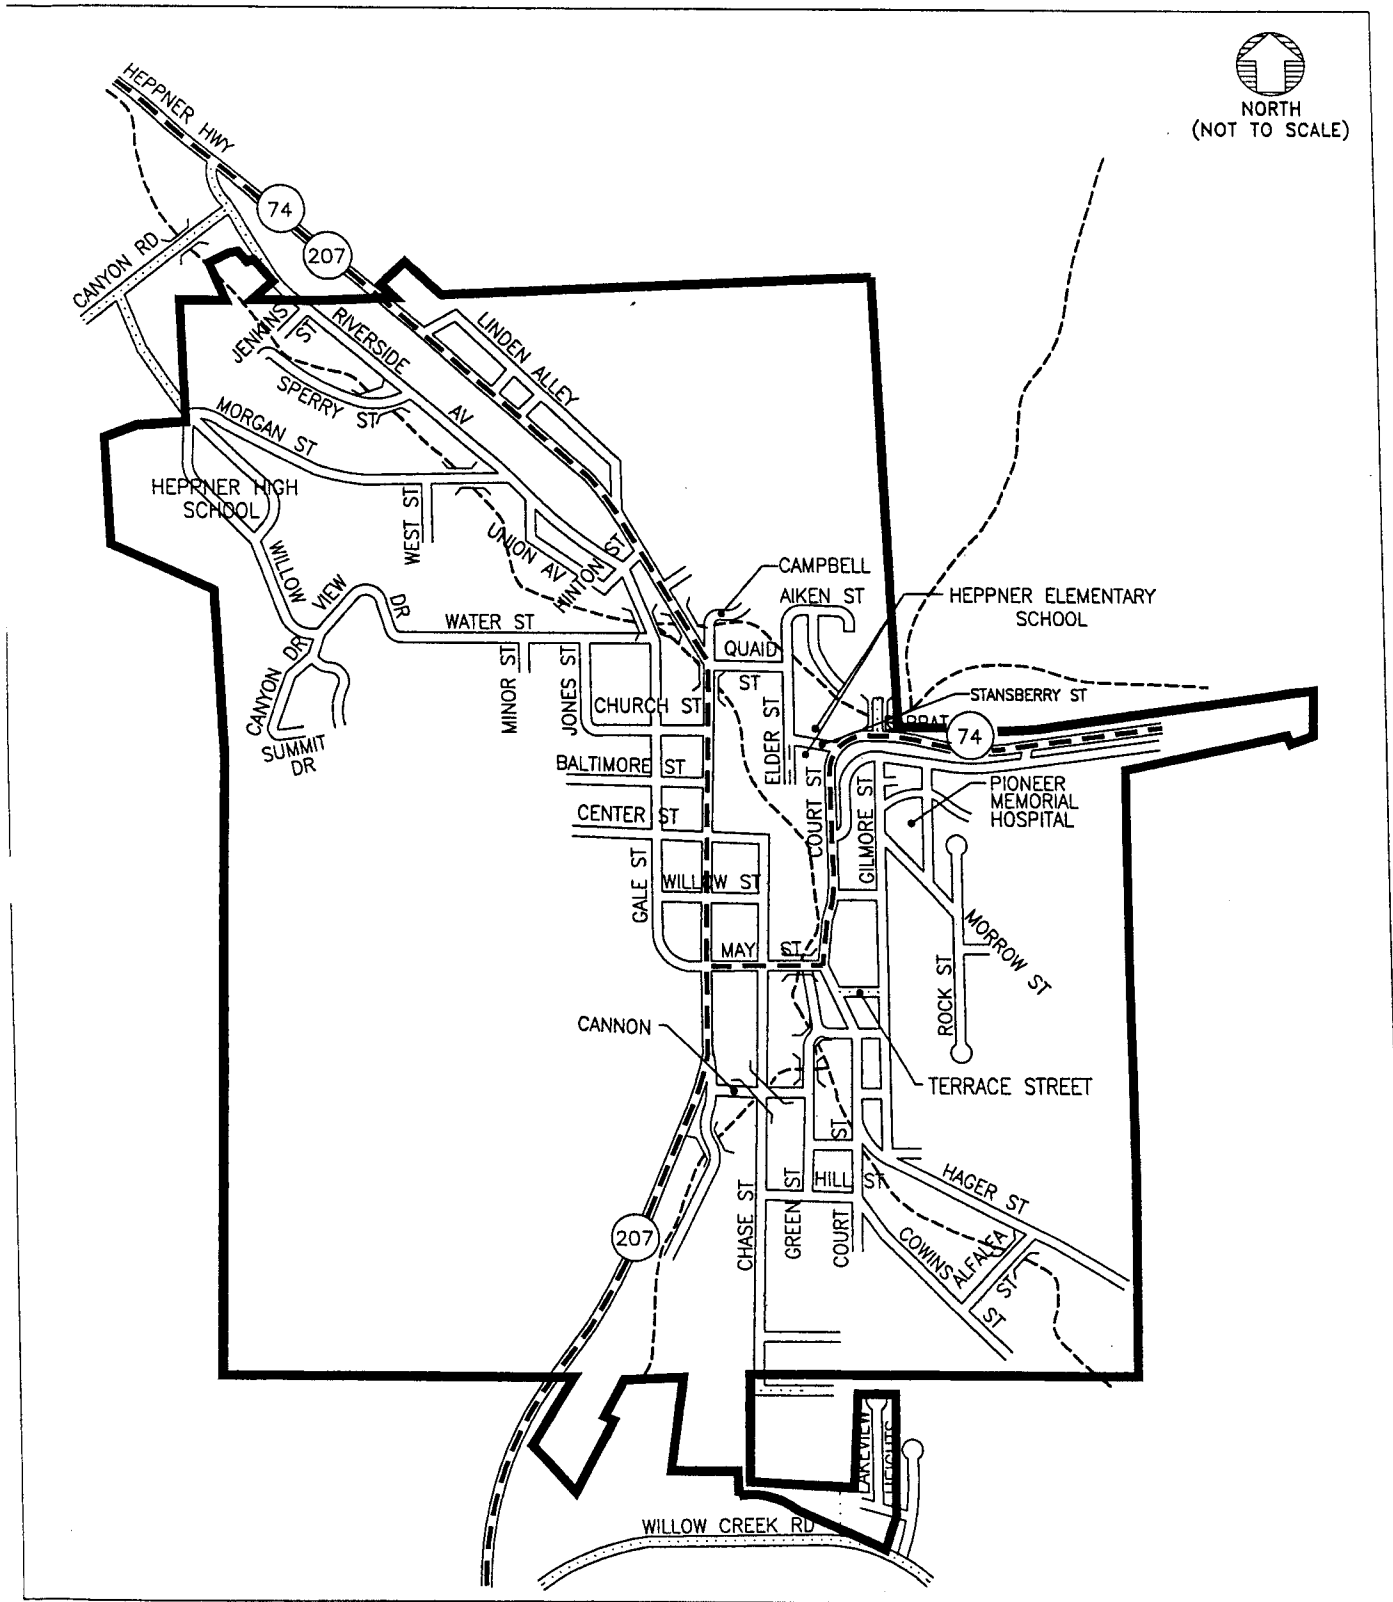 NORTH
(NOT TO SCALE)
HEPPNER HWY
74
207
CANYON RD
JENKINS
ST
RIVERSIDE
AV
LINDEN ALLEY
SPERRY ST
MORGAN ST
HEPPNER HIGH
SCHOOL
WEST ST
UNION AV
HINTON ST
WILLOW
VIEW
DR
CAMPBELL
AIKEN ST
HEPPNER ELEMENTARY
SCHOOL
WATER ST
QUAID
ST
CANYON DR
MINOR ST
JONES ST
STANSBERRY ST
CHURCH ST
74
SUMMIT
DR
ELDER ST
BALTIMORE ST
COURT ST
GILMORE ST
PIONEER
MEMORIAL
HOSPITAL
CENTER ST
GALE ST
WILLOW ST
MAY ST
MORROW ST
ROCK ST
CANNON
TERRACE STREET
ST
HILL ST
HAGER ST
CHASE ST
GREEN ST
COURT
207
COWINS
ST
ALFALFA
ST
LAKEVIEW
HEIGHTS
WILLOW CREEK RD